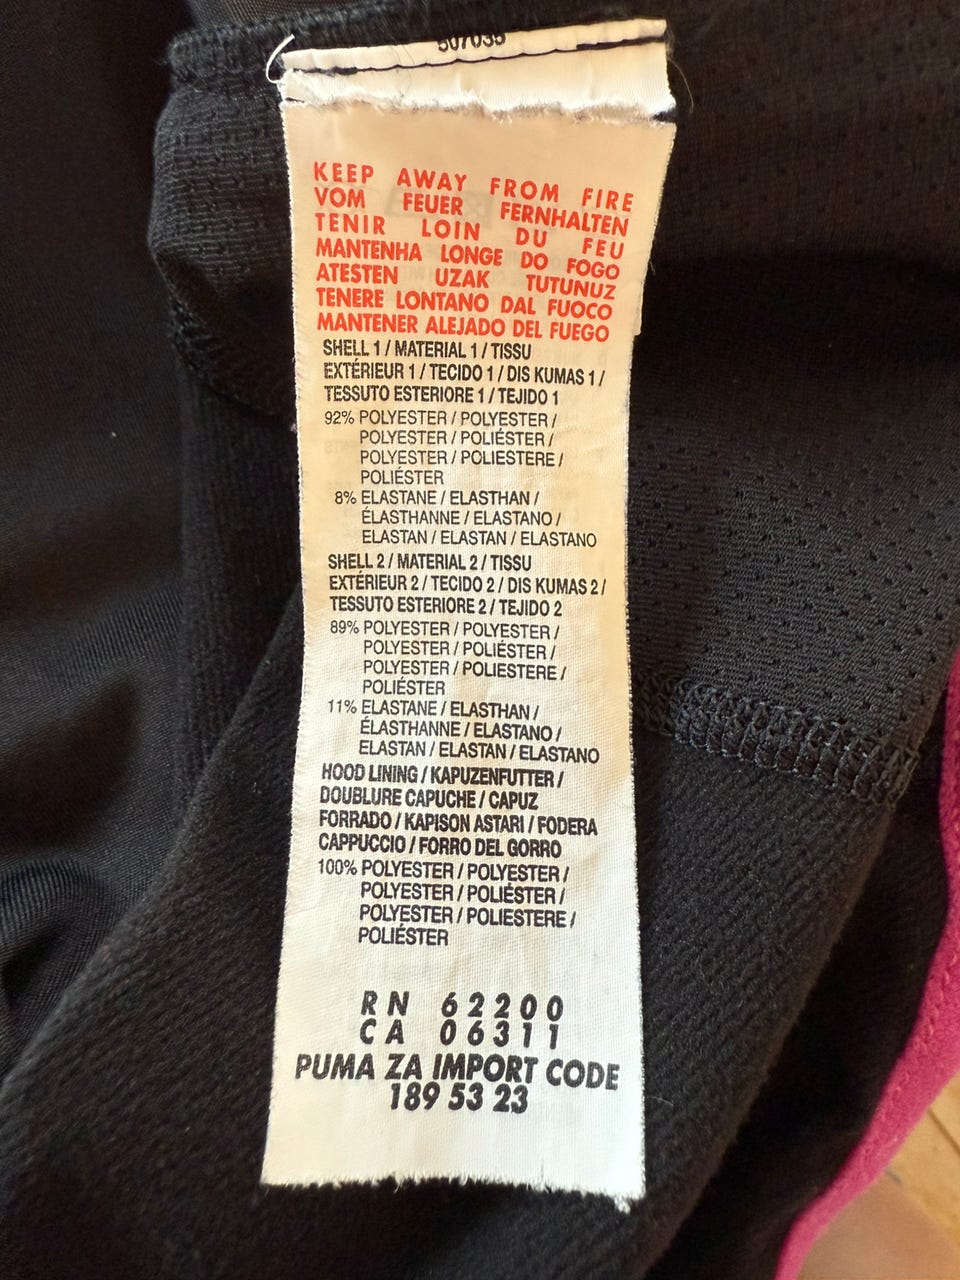 507035
KEEP AWAY FROM FIRE
VOM FEUER FERNHALTEN
TENIR LOIN DU FEU
MANTENHA LONGE DO FOGO
ATESTEN UZAK TUTUNUZ
TENERE LONTANO DAL FUOCO
MANTENER ALEJADO DEL FUEGO
SHELL 1 / MATERIAL 1 / TISSU
EXTÉRIEUR 1 / TECIDO 1 / DIS KUMAS 1 /
TESSUTO ESTERIORE 1 / TEJIDO 1
92% POLYESTER / POLYESTER /
POLYESTER / POLIÉSTER /
POLYESTER / POLIESTERE /
POLIÉSTER
8% ELASTANE / ELASTHAN /
ÉLASTHANNE / ELASTANO /
ELASTAN / ELASTAN / ELASTANO
SHELL 2 / MATERIAL 2 / TISSU
EXTÉRIEUR 2 / TECIDO 2 / DIS KUMAS 2 /
TESSUTO ESTERIORE 2 / TEJIDO 2
89% POLYESTER / POLYESTER /
POLYESTER / POLIÉSTER /
POLYESTER / POLIESTERE /
POLIÉSTER
11% ELASTANE / ELASTHAN /
ÉLASTHANNE / ELASTANO /
ELASTAN / ELASTAN / ELASTANO
HOOD LINING / KAPUZENFUTTER /
DOUBLURE CAPUCHE / CAPUZ
FORRADO / KAPISON ASTARI / FODERA
CAPPUCCIO / FORRO DEL GORRO
100% POLYESTER / POLYESTER /
POLYESTER / POLIÉSTER /
POLYESTER / POLIESTERE /
POLIÉSTER
RN 62200
CA 06311
PUMA ZA IMPORT CODE
189 53 23